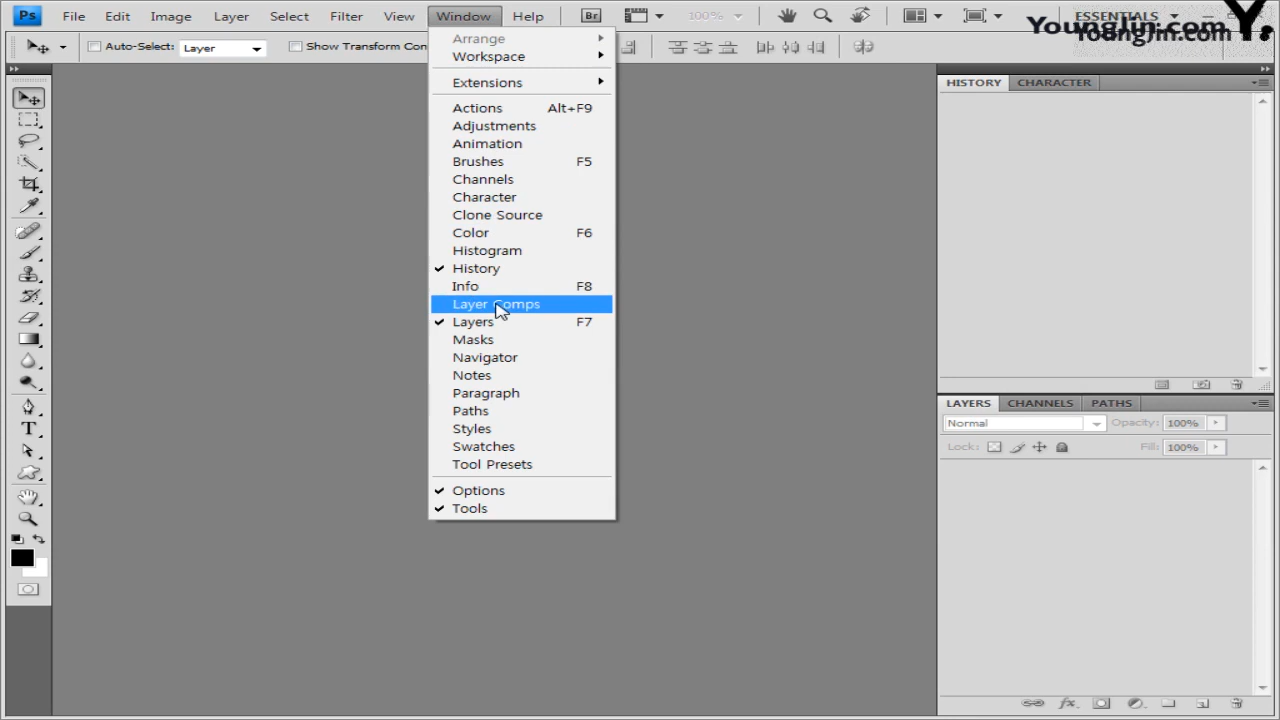 Ps File Edit Image Layer Select Filter View Window Help Br 100% ESSENTIALS
YoungJin.com Y.
YoungJin.com
Auto-Select: Layer Show Transform Con
Arrange
Workspace
Extensions
Actions Alt+F9
Adjustments
Animation
Brushes F5
Channels
Character
Clone Source
Color F6
Histogram
History
Info F8
Layer Comps
Layers F7
Masks
Navigator
Notes
Paragraph
Paths
Styles
Swatches
Tool Presets
Options
Tools
HISTORY CHARACTER
LAYERS CHANNELS PATHS
Normal Opacity: 100%
Lock: Fill: 100%